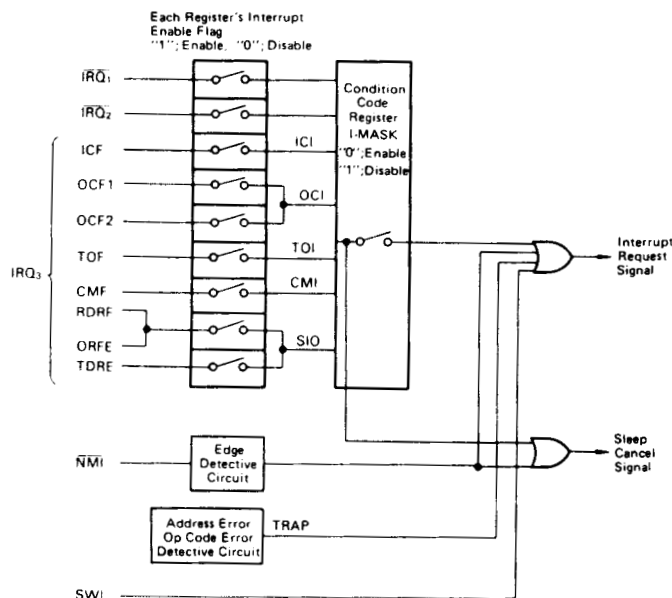 Each Register's Interrupt
Enable Flag
"1"; Enable, "0"; Disable
IRQ1
IRQ2
ICF
OCF1
OCF2
TOF
CMF
RDRF
ORFE
TDRE
IRQ3
ICI
OCI
TOI
CMI
SIO
Condition
Code
Register
I-MASK
"0"; Enable
"1"; Disable
Interrupt
Request
Signal
NMI
Edge
Detective
Circuit
Sleep
Cancel
Signal
Address Error
Op Code Error
Detective Circuit
TRAP
SWI